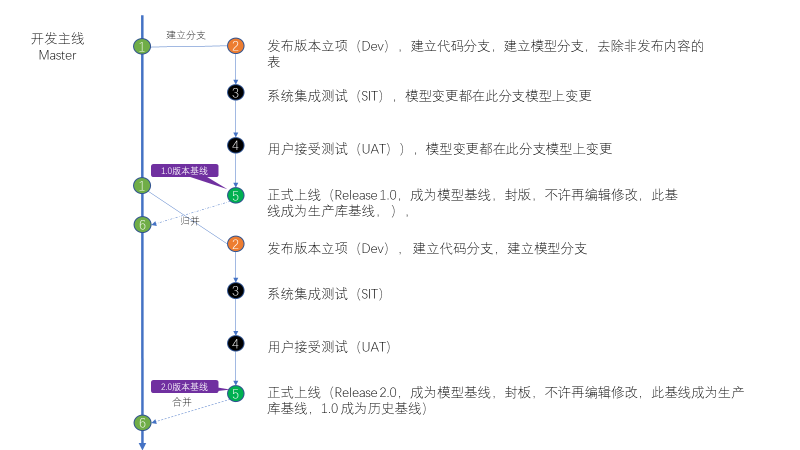 开发主线
Master
建立分支
1
2
发布版本立项（Dev），建立代码分支，建立模型分支，去除非发布内容的
表
3
系统集成测试（SIT），模型变更都在此分支模型上变更
4
用户接受测试（UAT）），模型变更都在此分支模型上变更
1.0版本基线
1
5
正式上线（Release 1.0，成为模型基线，封版，不许再编辑修改，此基
线成为生产库基线，），
归并
6
2
发布版本立项（Dev），建立代码分支，建立模型分支
3
系统集成测试（SIT）
4
用户接受测试（UAT）
2.0版本基线
5
正式上线（Release 2.0，成为模型基线，封板，不许再编辑修改，此基线成为生产
库基线，1.0 成为历史基线）
合并
6